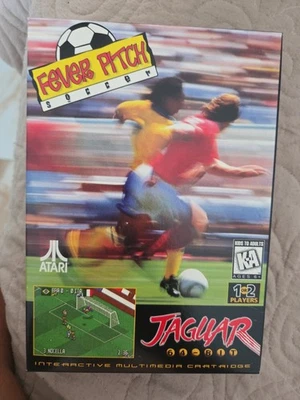 FEVER PITCH
SOCCER
ATARI
KIDS TO ADULTS
K-A
AGES 6+
1-2
PLAYERS
JAGUAR
64-BIT
INTERACTIVE MULTIMEDIA CARTRIDGE